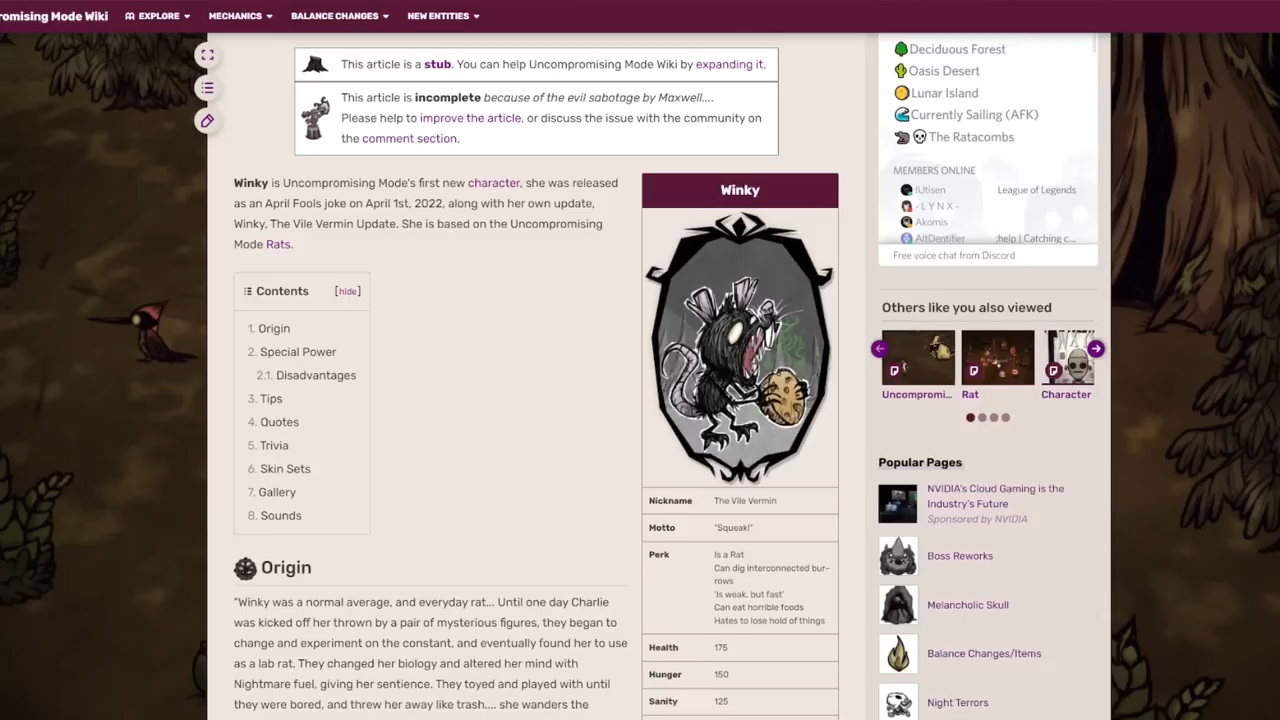 romising Mode Wiki
EXPLORE
MECHANICS
BALANCE CHANGES
NEW ENTITIES
This article is a stub. You can help Uncompromising Mode Wiki by expanding it.
This article is incomplete because of the evil sabotage by Maxwell....
Please help to improve the article, or discuss the issue with the community on
the comment section.
Winky is Uncompromising Mode's first new character, she was released
as an April Fools joke on April 1st, 2022, along with her own update,
Winky, The Vile Vermin Update. She is based on the Uncompromising
Mode Rats.
Contents [hide]
1. Origin
2. Special Power
2.1. Disadvantages
3. Tips
4. Quotes
5. Trivia
6. Skin Sets
7. Gallery
8. Sounds
Origin
"Winky was a normal average, and everyday rat... Until one day Charlie
was kicked off her thrown by a pair of mysterious figures, they began to
change and experiment on the constant, and eventually found her to use
as a lab rat. They changed her biology and altered her mind with
Nightmare fuel, giving her sentience. They toyed and played with until
they were bored, and threw her away like trash.... she wanders the
Winky
Nickname The Vile Vermin
Motto "Squeak!"
Perk Is a Rat
Can dig interconnected bur-
rows
'Is weak, but fast'
Can eat horrible foods
Hates to lose hold of things
Health 175
Hunger 150
Sanity 125
Deciduous Forest
Oasis Desert
Lunar Island
Currently Sailing (AFK)
The Ratacombs
MEMBERS ONLINE
!Utisen League of Legends
- L Y N X -
Akomis
AltDentifier ;help | Catching c...
Free voice chat from Discord
Others like you also viewed
Uncompromi... Rat Character
Popular Pages
NVIDIA's Cloud Gaming is the
Industry's Future
Sponsored by NVIDIA
Boss Reworks
Melancholic Skull
Balance Changes/Items
Night Terrors